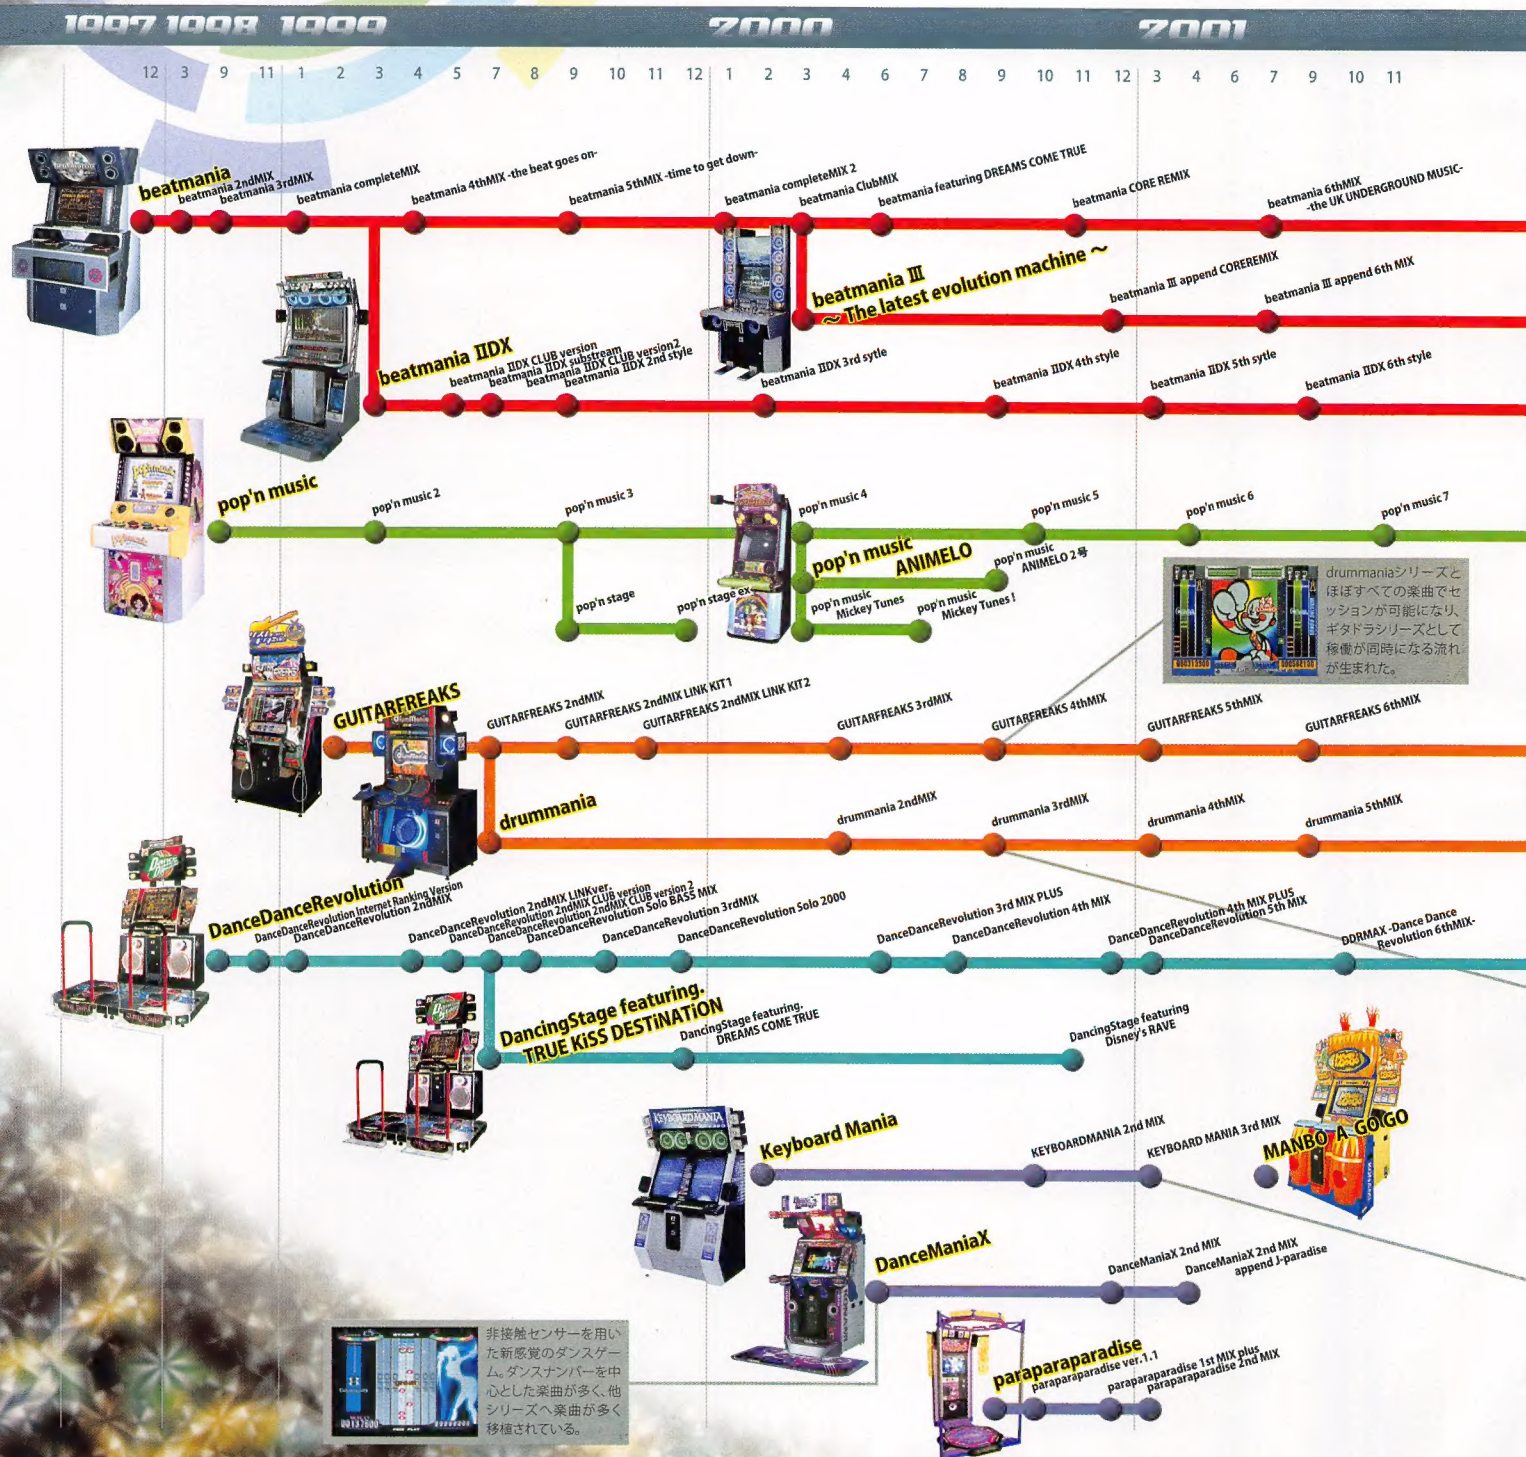 1997 1998 1999 2000 2001
12 3 9 11 1 2 3 4 5 7 8 9 10 11 12 1 2 3 4 6 7 8 9 10 11 12 3 4 6 7 9 10 11
beatmania
beatmania 2ndMIX
beatmania 3rdMIX
beatmania completeMIX
beatmania 4thMIX -the beat goes on-
beatmania 5thMIX -time to get down-
beatmania completeMIX 2
beatmania ClubMIX
beatmania featuring DREAMS COME TRUE
beatmania CORE REMIX
beatmania 6thMIX
-the UK UNDERGROUND MUSIC-
beatmania III
～ The latest evolution machine ～
beatmania III append COREREMIX
beatmania III append 6th MIX
beatmania IIDX
beatmania IIDX CLUB version
beatmania IIDX substream
beatmania IIDX CLUB version2
beatmania IIDX 2nd style
beatmania IIDX 3rd sytle
beatmania IIDX 4th style
beatmania IIDX 5th sytle
beatmania IIDX 6th style
pop'n music
pop'n music 2
pop'n music 3
pop'n music 4
pop'n music 5
pop'n music 6
pop'n music 7
pop'n music
ANIMELO
pop'n music
ANIMELO 2号
pop'n stage
pop'n stage ex
pop'n music
Mickey Tunes
pop'n music
Mickey Tunes !
drummaniaシリーズと
ほぼすべての楽曲でセ
ッションが可能になり、
ギタドラシリーズとして
稼働が同時になる流れ
が生まれた。
GUITARFREAKS
GUITARFREAKS 2ndMIX
GUITARFREAKS 2ndMIX LINK KIT1
GUITARFREAKS 2ndMIX LINK KIT2
GUITARFREAKS 3rdMIX
GUITARFREAKS 4thMIX
GUITARFREAKS 5thMIX
GUITARFREAKS 6thMIX
drummania
drummania 2ndMIX
drummania 3rdMIX
drummania 4thMIX
drummania 5thMIX
DanceDanceRevolution
DanceDanceRevolution Internet Ranking Version
DanceDanceRevolution 2ndMIX
DanceDanceRevolution 2ndMIX LINKver.
DanceDanceRevolution 2ndMIX CLUB version
DanceDanceRevolution 2ndMIX CLUB version 2
DanceDanceRevolution Solo BASS MIX
DanceDanceRevolution 3rdMIX
DanceDanceRevolution Solo 2000
DanceDanceRevolution 3rd MIX PLUS
DanceDanceRevolution 4th MIX
DanceDanceRevolution 4th MIX PLUS
DanceDanceRevolution 5th MIX
DDRMAX -Dance Dance
Revolution 6thMIX-
DancingStage featuring.
TRUE KiSS DESTiNATiON
DancingStage featuring.
DREAMS COME TRUE
DancingStage featuring
Disney's RAVE
KEYBOARDMANIA
Keyboard Mania
KEYBOARDMANIA 2nd MIX
KEYBOARD MANIA 3rd MIX
MANBO A GO GO
DanceManiaX
DanceManiaX 2nd MIX
DanceManiaX 2nd MIX
append J-paradise
paraparaparadise
paraparaparadise ver.1.1
paraparaparadise 1st MIX plus
paraparaparadise 2nd MIX
非接触センサーを用い
た新感覚のダンスゲー
ム。ダンスナンバーを中
心とした楽曲が多く、他
シリーズへ楽曲が多く
移植されている。